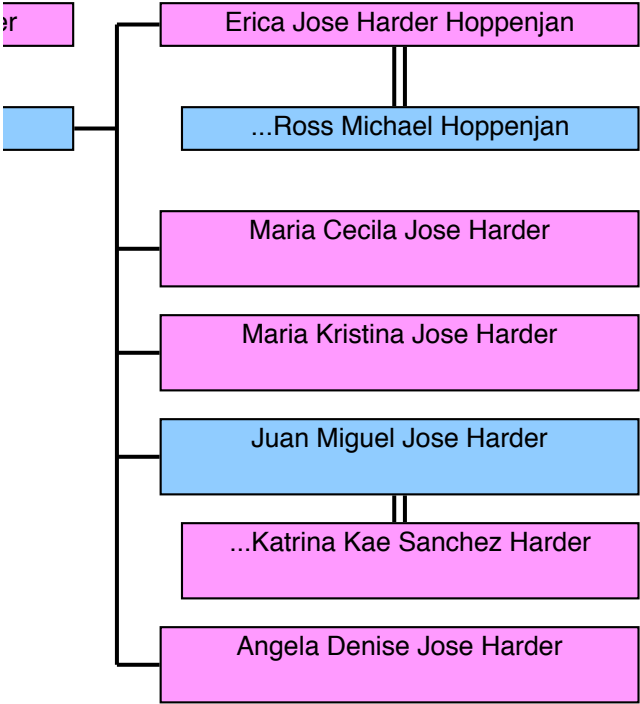 Erica Jose Harder Hoppenjan
...Ross Michael Hoppenjan
Maria Cecila Jose Harder
Maria Kristina Jose Harder
Juan Miguel Jose Harder
...Katrina Kae Sanchez Harder
Angela Denise Jose Harder